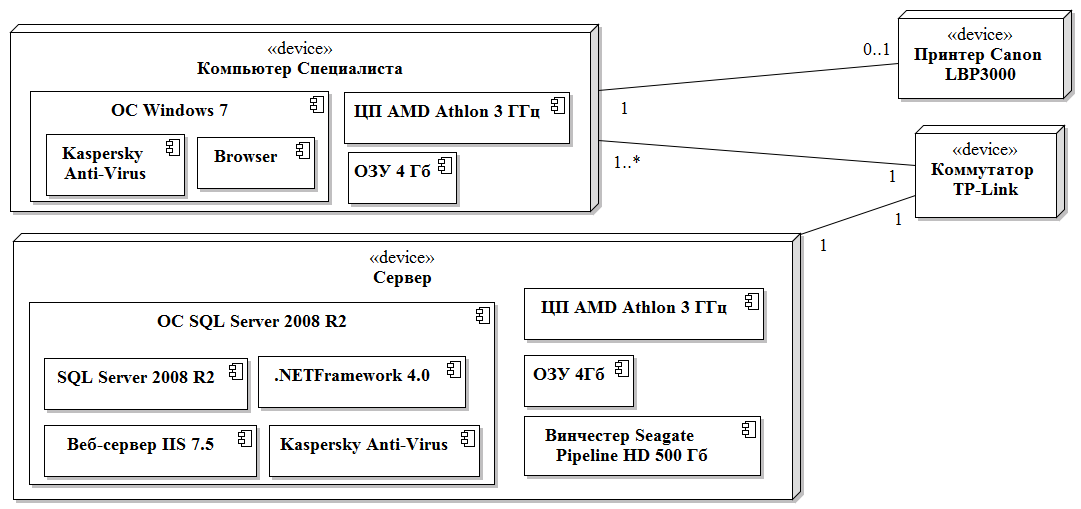 «device»
Компьютер Специалиста
ОС Windows 7
Kaspersky
Anti-Virus
Browser
ЦП AMD Athlon 3 ГГц
ОЗУ 4 Гб
0..1
1
«device»
Принтер Canon
LBP3000
1..*
1
«device»
Коммутатор
TP-Link
1
1
«device»
Сервер
ОС SQL Server 2008 R2
SQL Server 2008 R2
.NETFramework 4.0
Веб-сервер IIS 7.5
Kaspersky Anti-Virus
ЦП AMD Athlon 3 ГГц
ОЗУ 4Гб
Винчестер Seagate
Pipeline HD 500 Гб